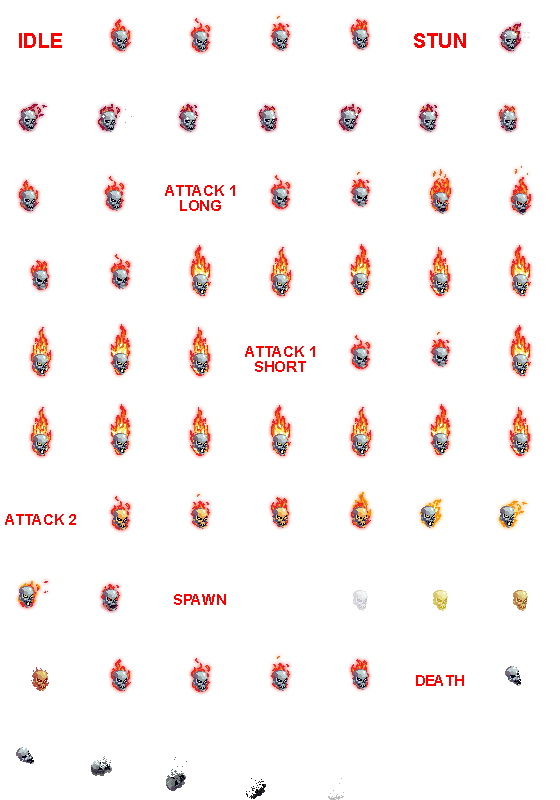 IDLE
STUN
ATTACK 1
LONG
ATTACK 1
SHORT
ATTACK 2
SPAWN
DEATH